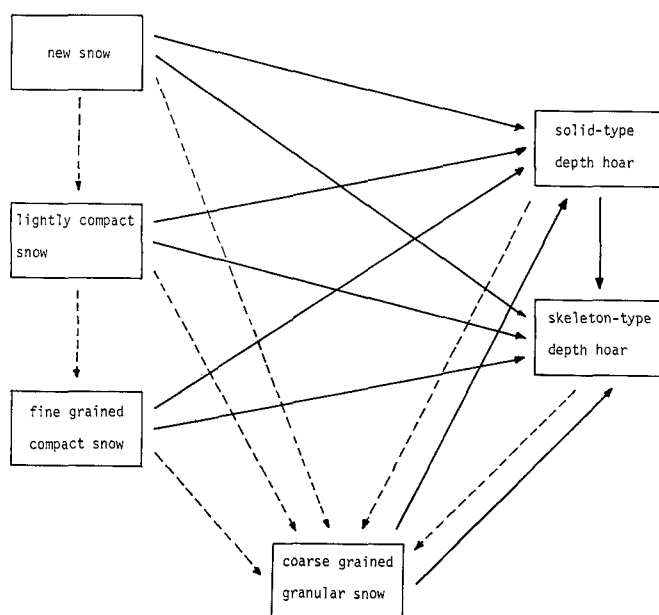 new snow
solid-type
depth hoar
lightly compact
snow
skeleton-type
depth hoar
fine grained
compact snow
coarse grained
granular snow